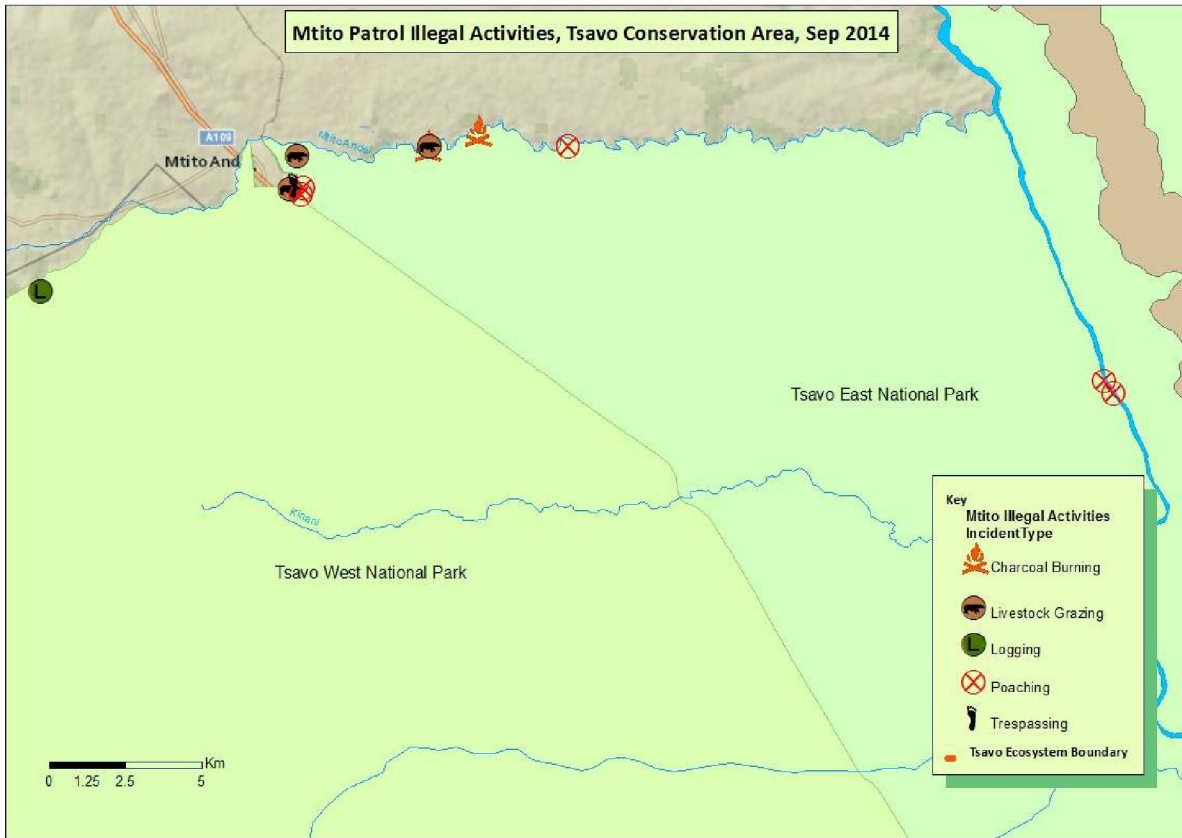 Mtito Patrol Illegal Activities, Tsavo Conservation Area, Sep 2014
A109
MtitoAndei
Mtito And
L
Tsavo East National Park
Kinani
Tsavo West National Park
Key
Mtito Illegal Activities
IncidentType
Charcoal Burning
Livestock Grazing
L Logging
Poaching
Trespassing
Tsavo Ecosystem Boundary
Km
0 1.25 2.5 5